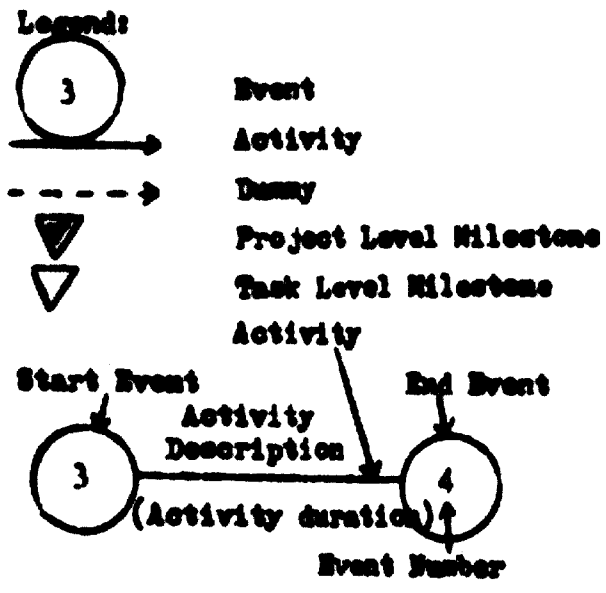 Legend:
3 Event
Activity
Dummy
Project Level Milestone
Task Level Milestone
Activity
Start Event End Event
Activity
Description
3 4
(Activity duration)
Event Number